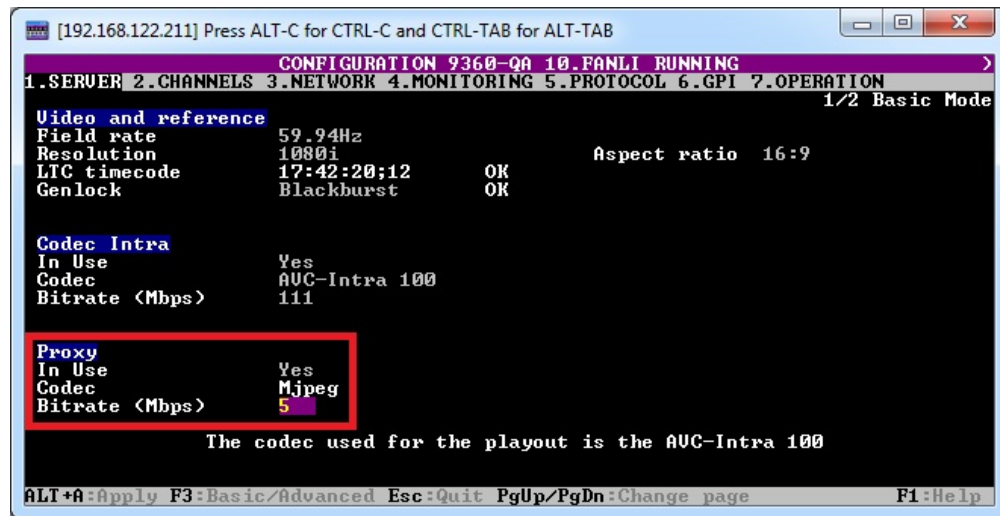 [192.168.122.211] Press ALT-C for CTRL-C and CTRL-TAB for ALT-TAB
CONFIGURATION 9360-QA 10.FANLI RUNNING >
1.SERVER 2.CHANNELS 3.NETWORK 4.MONITORING 5.PROTOCOL 6.GPI 7.OPERATION
1/2 Basic Mode
Video and reference
Field rate 59.94Hz
Resolution 1080i Aspect ratio 16:9
LTC timecode 17:42:20;12 OK
Genlock Blackburst OK
Codec Intra
In Use Yes
Codec AVC-Intra 100
Bitrate (Mbps) 111
Proxy
In Use Yes
Codec Mjpeg
Bitrate (Mbps) 5
The codec used for the playout is the AVC-Intra 100
ALT+A:Apply F3:Basic/Advanced Esc:Quit PgUp/PgDn:Change page F1:Help